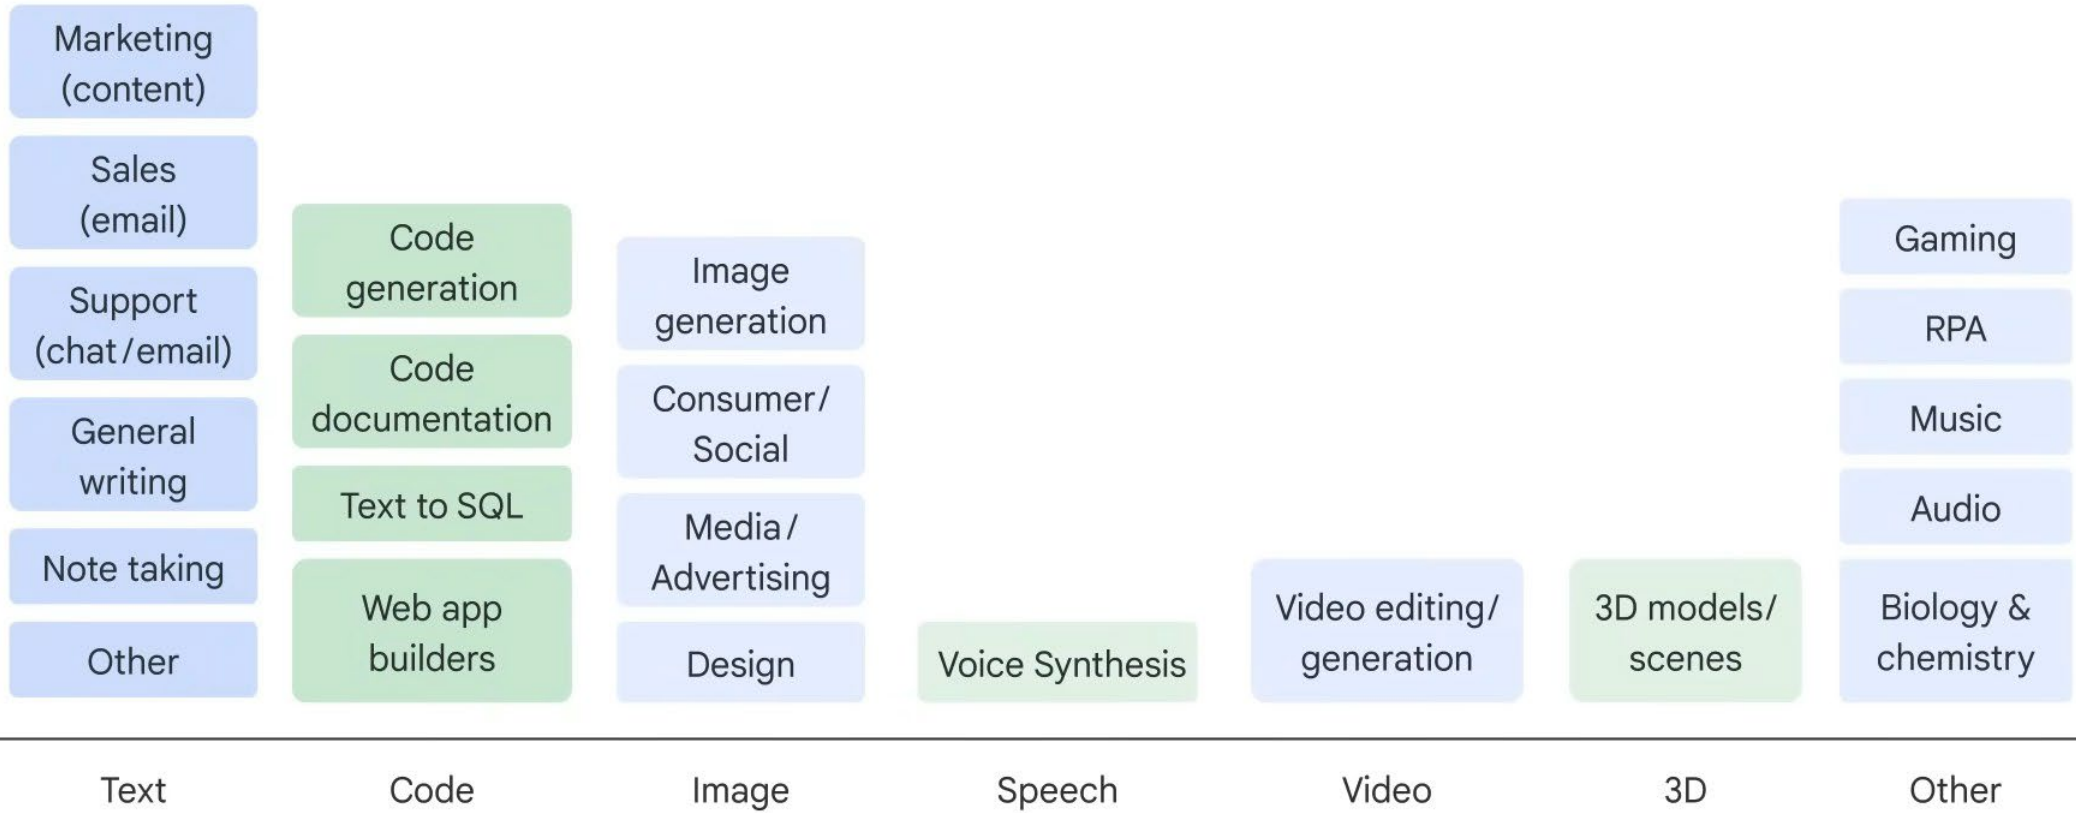 Marketing
(content)
Sales
(email)
Support
(chat/email)
General
writing
Note taking
Other
Text
Code
generation
Code
documentation
Text to SQL
Web app
builders
Code
Image
generation
Consumer/
Social
Media/
Advertising
Design
Image
Voice Synthesis
Speech
Video editing/
generation
Video
3D models/
scenes
3D
Gaming
RPA
Music
Audio
Biology &
chemistry
Other